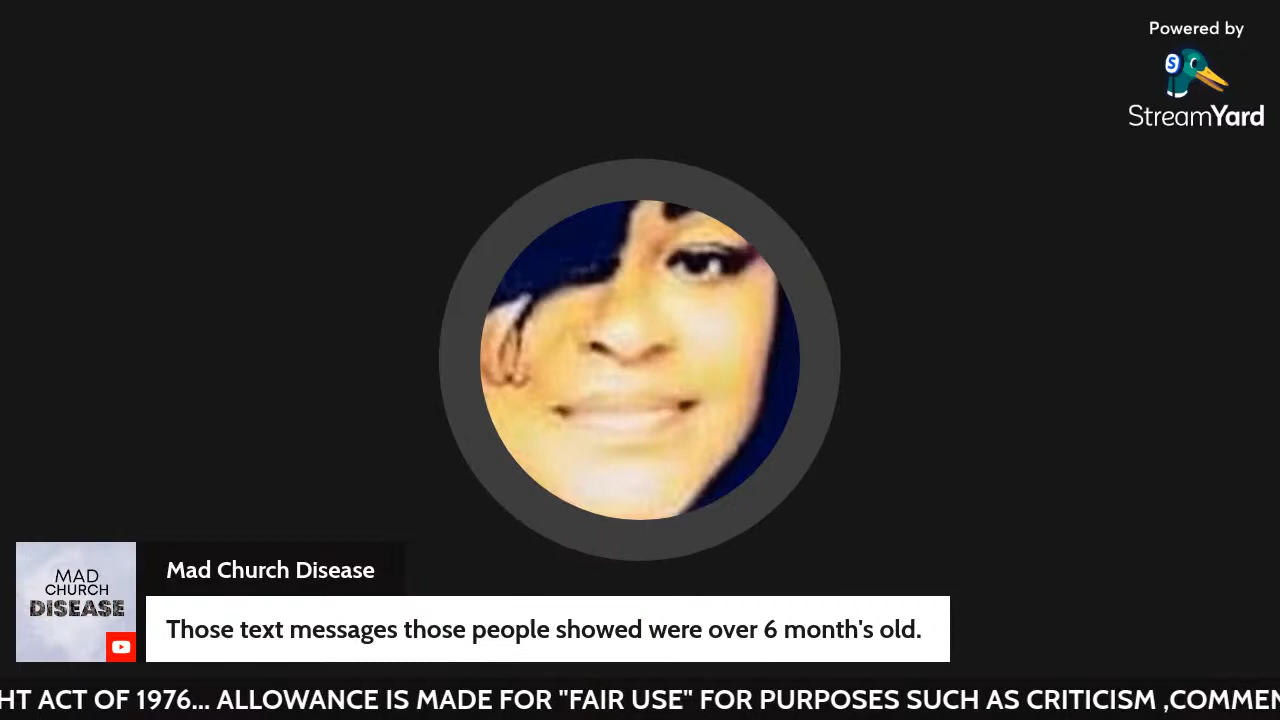 Powered by
S
StreamYard
MAD
CHURCH
DISEASE
Mad Church Disease
Those text messages those people showed were over 6 month's old.
HT ACT OF 1976... ALLOWANCE IS MADE FOR "FAIR USE" FOR PURPOSES SUCH AS CRITICISM ,COMMEN